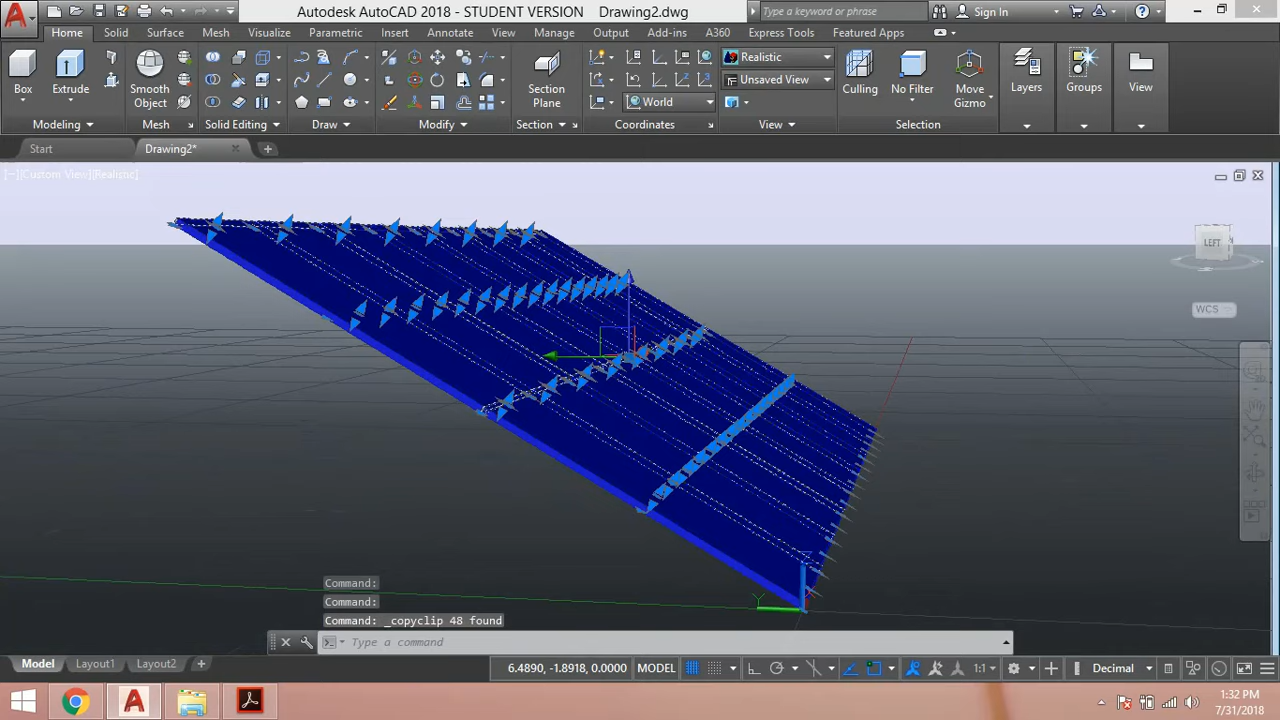 Autodesk AutoCAD 2018 - STUDENT VERSION Drawing2.dwg
Type a keyword or phrase
Sign In
Home Solid Surface Mesh Visualize Parametric Insert Annotate View Manage Output Add-ins A360 Express Tools Featured Apps
Box
Extrude
Smooth
Object
Section
Plane
Realistic
Unsaved View
World
Culling
No Filter
Move
Gizmo
Layers
Groups
View
Modeling
Mesh
Solid Editing
Draw
Modify
Section
Coordinates
View
Selection
Start
Drawing2*
[−][Custom View][Realistic]
LEFT
WCS
Y
Command:
Command:
Command: _copyclip 48 found
Type a command
Model Layout1 Layout2
6.4890, -1.8918, 0.0000 MODEL
1:1
Decimal
1:32 PM
7/31/2018